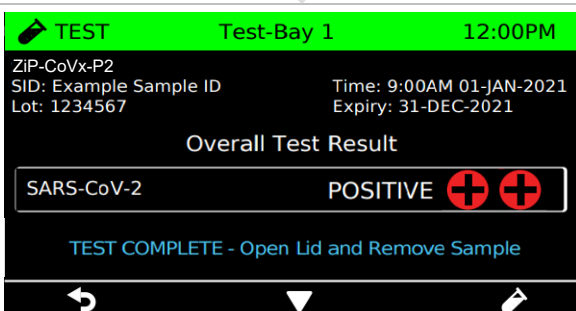 TEST Test-Bay 1 12:00PM
ZiP-CoVx-P2
SID: Example Sample ID Time: 9:00AM 01-JAN-2021
Lot: 1234567 Expiry: 31-DEC-2021
Overall Test Result
SARS-CoV-2 POSITIVE
TEST COMPLETE - Open Lid and Remove Sample